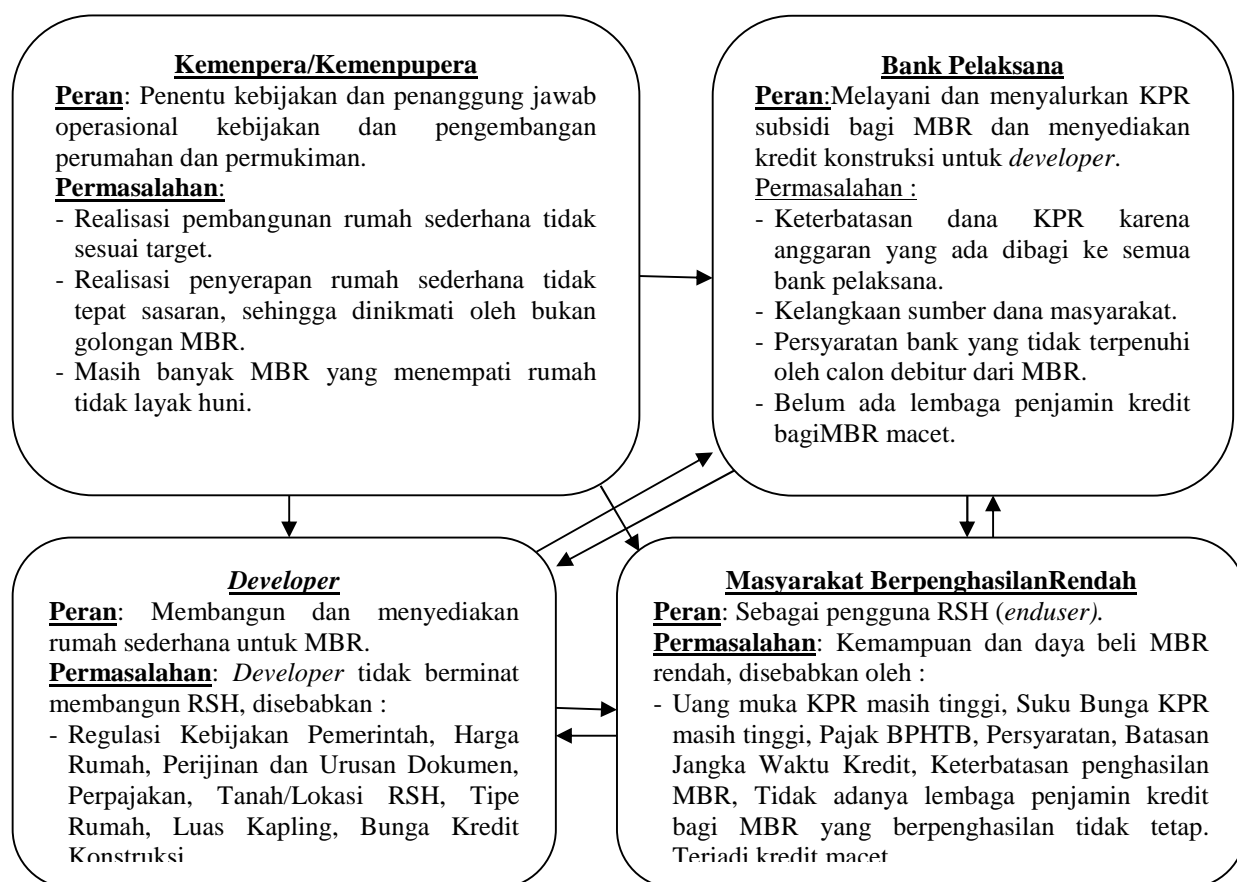 Kemenpera/Kemenpupera
Peran: Penentu kebijakan dan penanggung jawab
operasional kebijakan dan pengembangan
perumahan dan permukiman.
Permasalahan:
- Realisasi pembangunan rumah sederhana tidak
sesuai target.
- Realisasi penyerapan rumah sederhana tidak
tepat sasaran, sehingga dinikmati oleh bukan
golongan MBR.
- Masih banyak MBR yang menempati rumah
tidak layak huni.
Bank Pelaksana
Peran:Melayani dan menyalurkan KPR
subsidi bagi MBR dan menyediakan
kredit konstruksi untuk developer.
Permasalahan :
- Keterbatasan dana KPR karena
anggaran yang ada dibagi ke semua
bank pelaksana.
- Kelangkaan sumber dana masyarakat.
- Persyaratan bank yang tidak terpenuhi
oleh calon debitur dari MBR.
- Belum ada lembaga penjamin kredit
bagiMBR macet.
Developer
Peran: Membangun dan menyediakan
rumah sederhana untuk MBR.
Permasalahan: Developer tidak berminat
membangun RSH, disebabkan :
- Regulasi Kebijakan Pemerintah, Harga
Rumah, Perijinan dan Urusan Dokumen,
Perpajakan, Tanah/Lokasi RSH, Tipe
Rumah, Luas Kapling, Bunga Kredit
Konstruksi
Masyarakat BerpenghasilanRendah
Peran: Sebagai pengguna RSH (enduser).
Permasalahan: Kemampuan dan daya beli MBR
rendah, disebabkan oleh :
- Uang muka KPR masih tinggi, Suku Bunga KPR
masih tinggi, Pajak BPHTB, Persyaratan, Batasan
Jangka Waktu Kredit, Keterbatasan penghasilan
MBR, Tidak adanya lembaga penjamin kredit
bagi MBR yang berpenghasilan tidak tetap.
Terjadi kredit macet